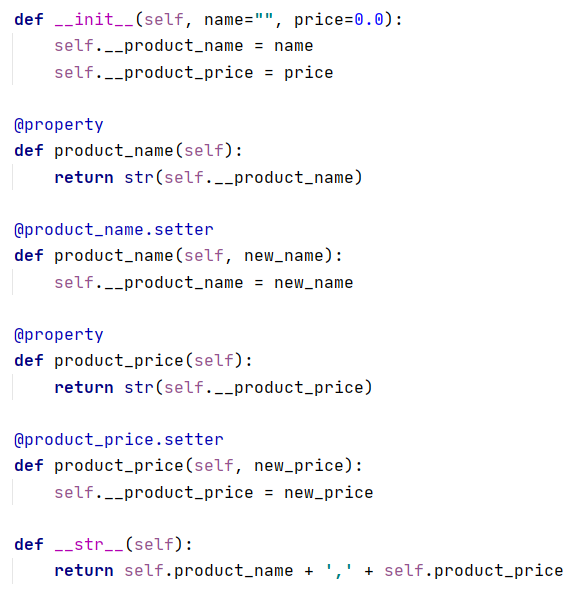 def __init__(self, name="", price=0.0):
    self.__product_name = name
    self.__product_price = price

@property
def product_name(self):
    return str(self.__product_name)

@product_name.setter
def product_name(self, new_name):
    self.__product_name = new_name

@property
def product_price(self):
    return str(self.__product_price)

@product_price.setter
def product_price(self, new_price):
    self.__product_price = new_price

def __str__(self):
    return self.product_name + ',' + self.product_price